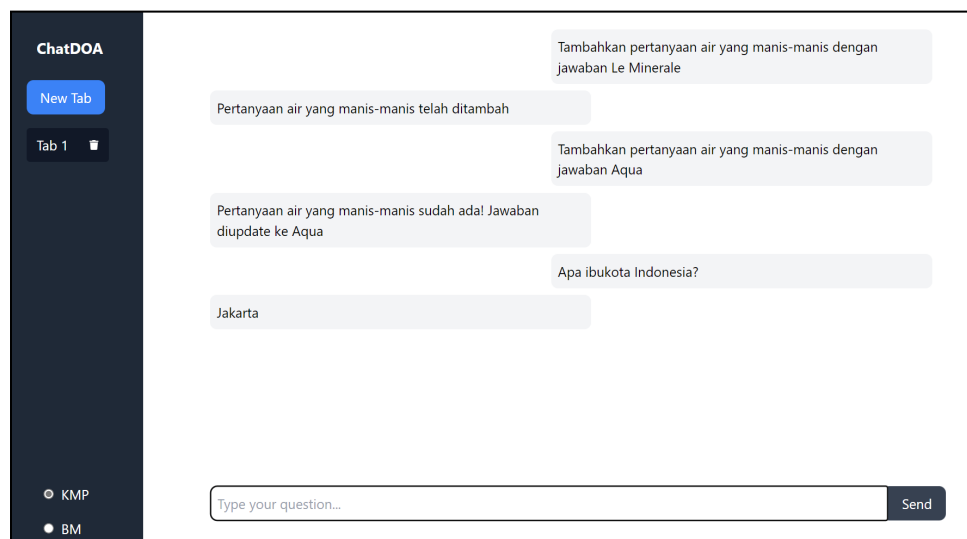 ChatDOA
New Tab
Tab 1
KMP
BM
Tambahkan pertanyaan air yang manis-manis dengan
jawaban Le Minerale
Pertanyaan air yang manis-manis telah ditambah
Tambahkan pertanyaan air yang manis-manis dengan
jawaban Aqua
Pertanyaan air yang manis-manis sudah ada! Jawaban
diupdate ke Aqua
Apa ibukota Indonesia?
Jakarta
Type your question...
Send